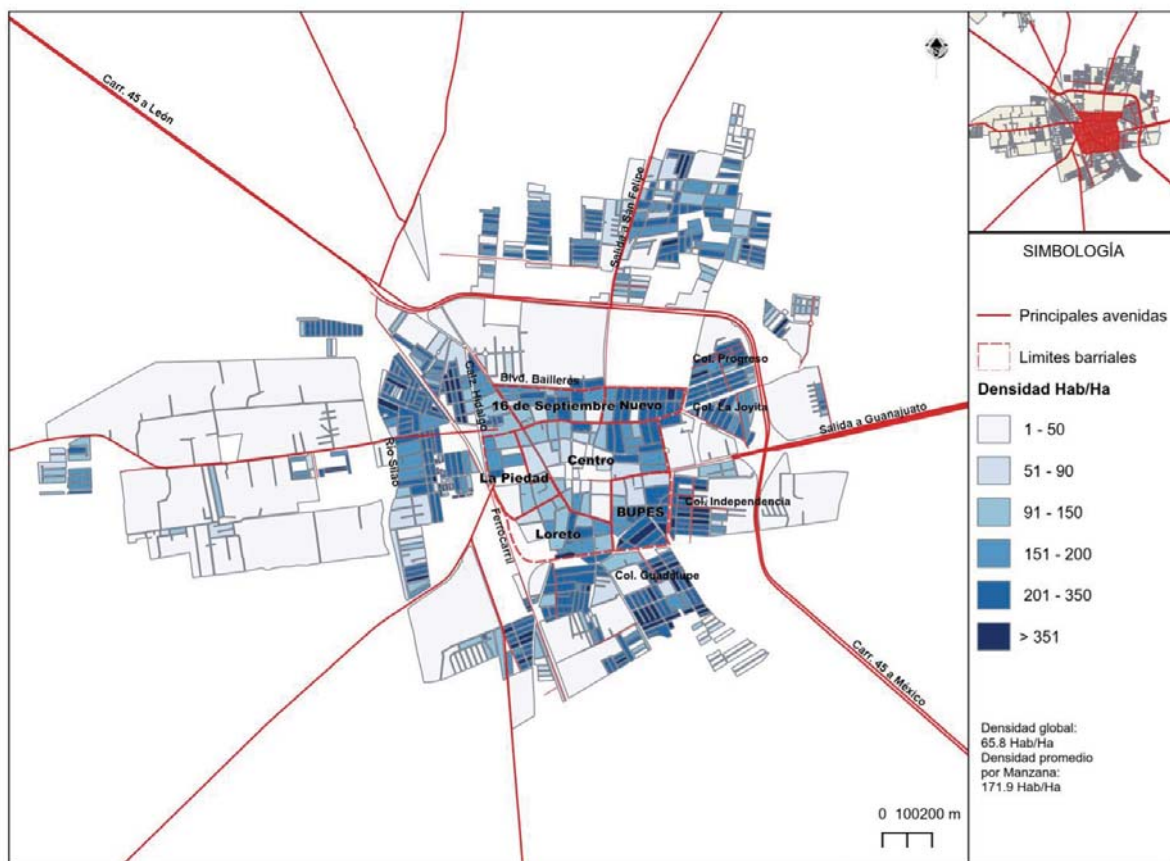 Carr. 45 a León
Salida a San Felipe
Col. Progreso
Blvd. Bailleres
Calz. Hidalgo
16 de Septiembre Nuevo
Col. La Joyita
Salida a Guanajuato
Rio Silao
Centro
La Piedad
Col. Independencia
BUPES
Ferrocarril
Loreto
Col. Guadalupe
Carr. 45 a México
0 100200 m
SIMBOLOGÍA
Principales avenidas
Limites barriales
Densidad Hab/Ha
1 - 50
51 - 90
91 - 150
151 - 200
201 - 350
> 351
Densidad global:
65.8 Hab/Ha
Densidad promedio
por Manzana:
171.9 Hab/Ha